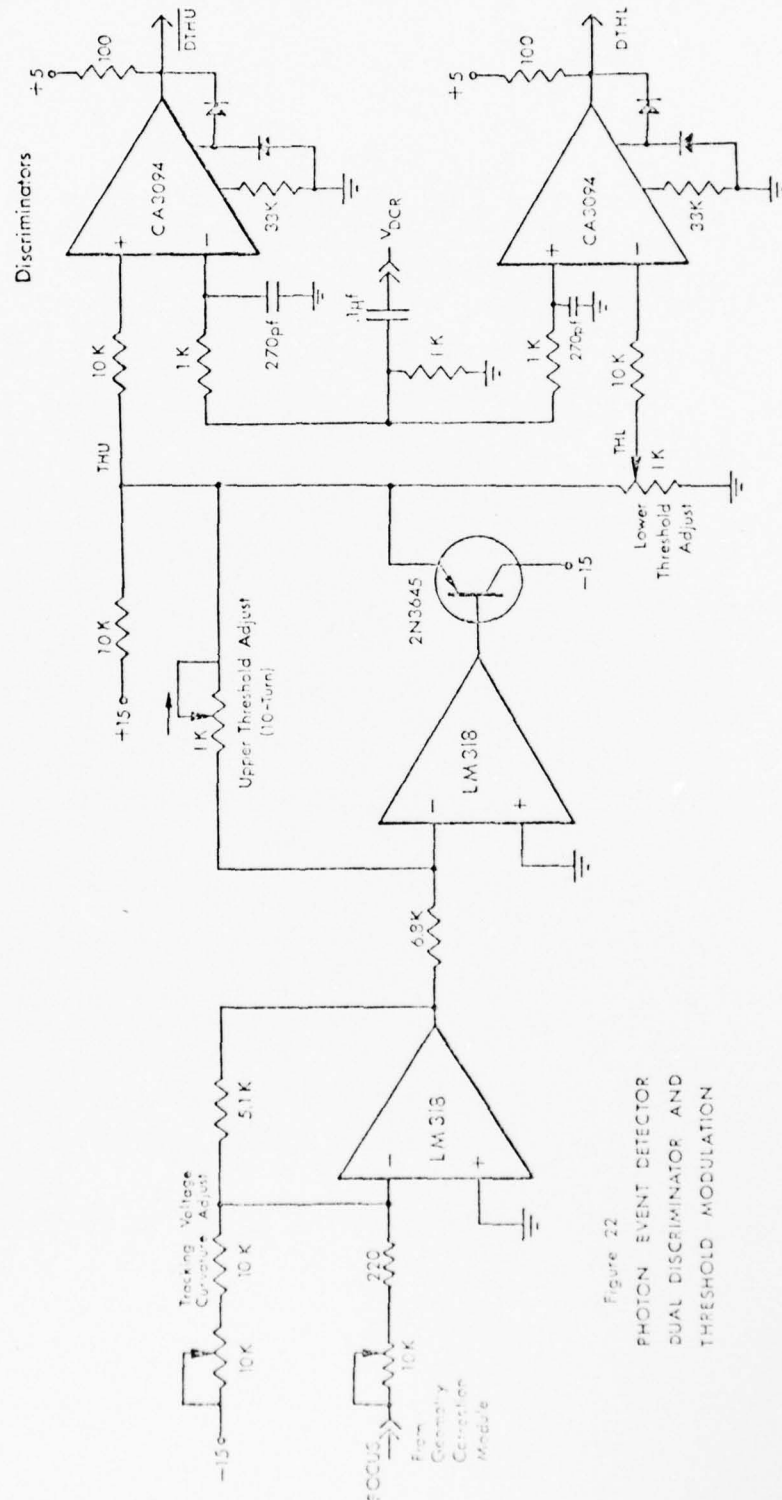 Discriminators
+5
100
DTHU
CA3094
+
−
33K
10K
1K
270pf
THU
10K
+15
1K
Upper Threshold Adjust
(10-Turn)
.1µf
VDCR
1K
+5
100
DTHL
CA3094
+
−
33K
1K
270pf
10K
THL
1K
Lower
Threshold
Adjust
2N3645
−15
LM318
−
+
6.8K
5.1K
LM318
−
+
Tracking Voltage
Curvature Adjust
10K
10K
−15
220
10K
FOCUS
From
Geometry
Correction
Module
Figure 22
PHOTON EVENT DETECTOR
DUAL DISCRIMINATOR AND
THRESHOLD MODULATION